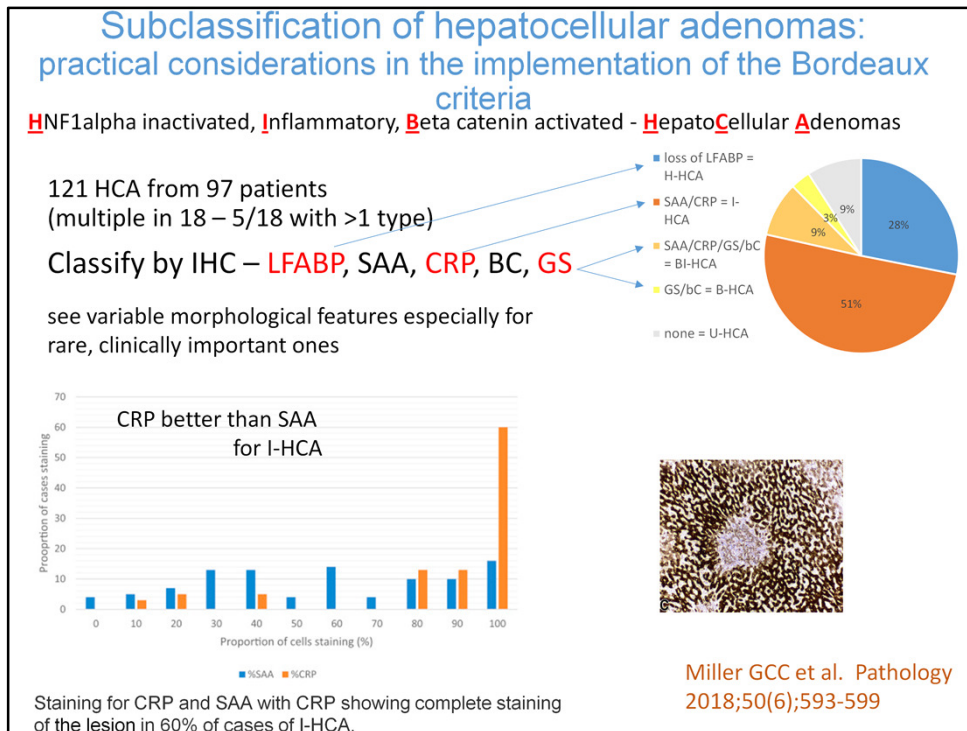 Subclassification of hepatocellular adenomas:
practical considerations in the implementation of the Bordeaux
criteria
HNF1alpha inactivated, Inflammatory, Beta catenin activated - HepatoCellular Adenomas
121 HCA from 97 patients
(multiple in 18 – 5/18 with >1 type)
Classify by IHC – LFABP, SAA, CRP, BC, GS
see variable morphological features especially for
rare, clinically important ones
loss of LFABP =
H-HCA
SAA/CRP = I-
HCA
SAA/CRP/GS/bC
= BI-HCA
GS/bC = B-HCA
none = U-HCA
28%
51%
9%
3%
9%
CRP better than SAA
for I-HCA
Prooprtion of cases staining
70
60
50
40
30
20
10
0
0 10 20 30 40 50 60 70 80 90 100
Proportion of cells staining (%)
%SAA %CRP
Staining for CRP and SAA with CRP showing complete staining
of the lesion in 60% of cases of I-HCA.
C
Miller GCC et al. Pathology
2018;50(6);593-599